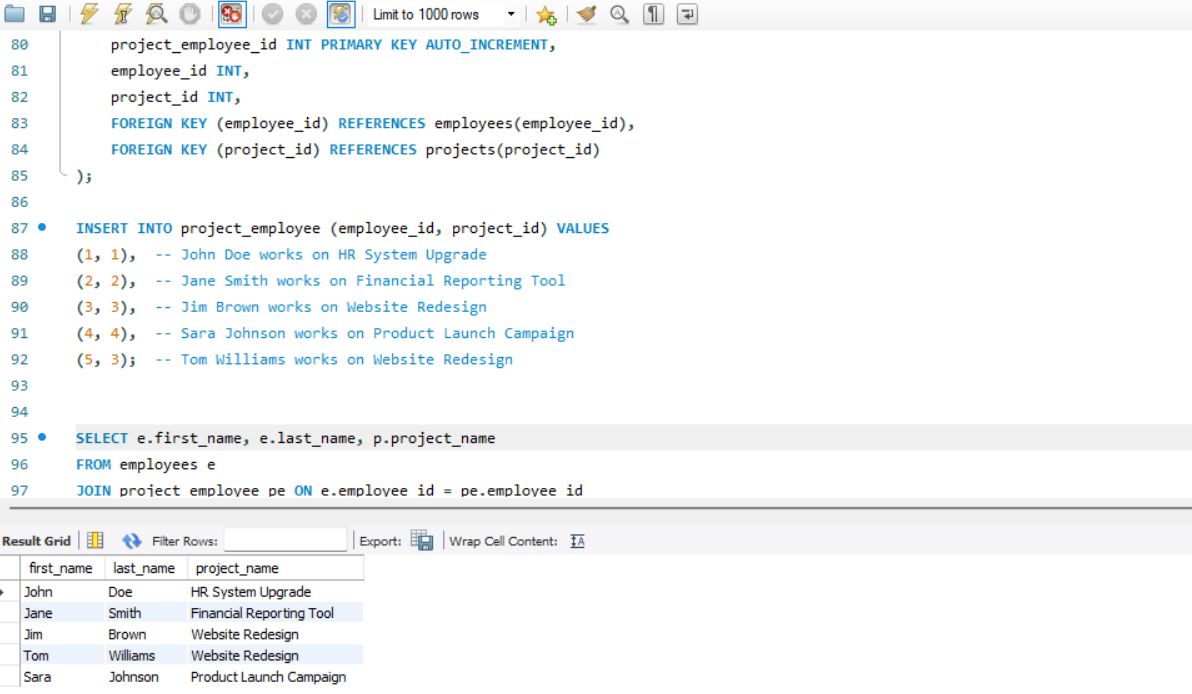 Limit to 1000 rows
80 project_employee_id INT PRIMARY KEY AUTO_INCREMENT,
81 employee_id INT,
82 project_id INT,
83 FOREIGN KEY (employee_id) REFERENCES employees(employee_id),
84 FOREIGN KEY (project_id) REFERENCES projects(project_id)
85 );
86
87 INSERT INTO project_employee (employee_id, project_id) VALUES
88 (1, 1), -- John Doe works on HR System Upgrade
89 (2, 2), -- Jane Smith works on Financial Reporting Tool
90 (3, 3), -- Jim Brown works on Website Redesign
91 (4, 4), -- Sara Johnson works on Product Launch Campaign
92 (5, 3); -- Tom Williams works on Website Redesign
93
94
95 SELECT e.first_name, e.last_name, p.project_name
96 FROM employees e
97 JOIN project_employee pe ON e.employee_id = pe.employee_id
Result Grid Filter Rows: Export: Wrap Cell Content:
first_name last_name project_name
John Doe HR System Upgrade
Jane Smith Financial Reporting Tool
Jim Brown Website Redesign
Tom Williams Website Redesign
Sara Johnson Product Launch Campaign